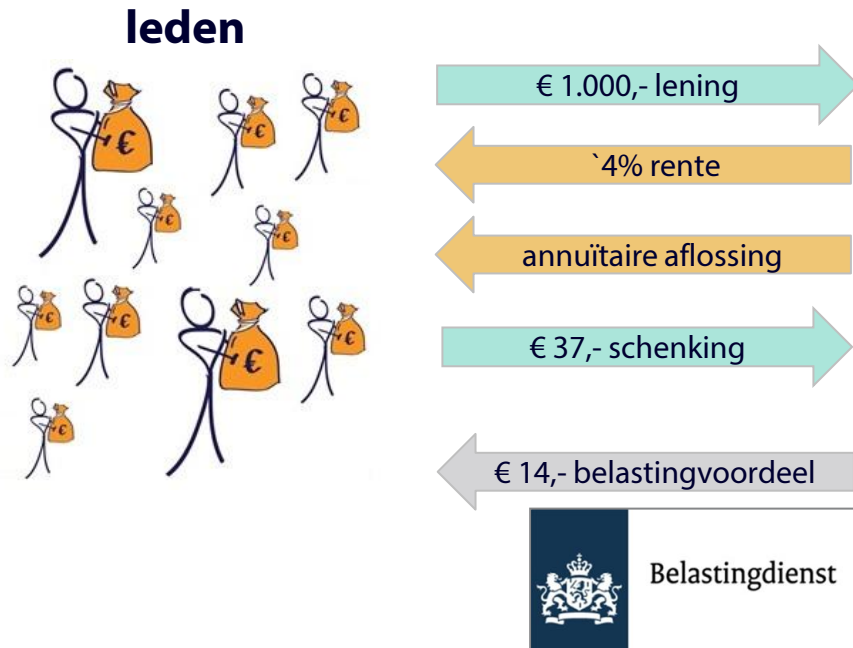 leden
€ 1.000,- lening
`4% rente
annuïtaire aflossing
€ 37,- schenking
€ 14,- belastingvoordeel
Belastingdienst
€
€
€
€
€
€
€
€
€
€